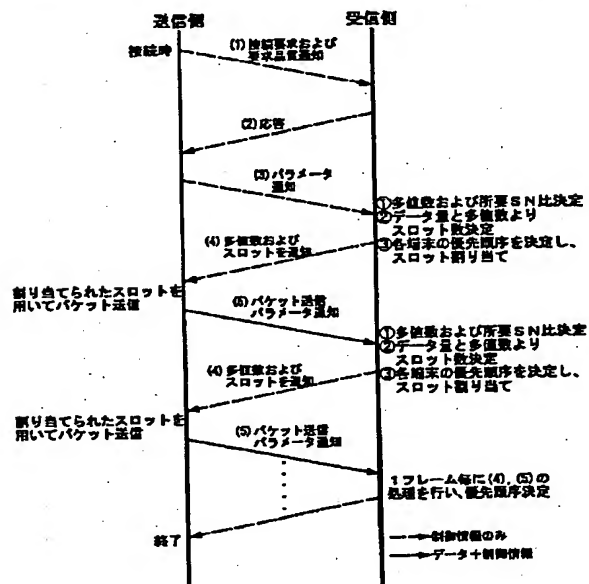 送信側
受信側
接続時
(1) 接続要求および
要求品質通知
(2) 応答
(3) パラメータ
通知
①多値数および所要SN比決定
②データ量と多値数より
スロット数決定
③各端末の優先順序を決定し、
スロット割り当て
(4) 多値数および
スロットを通知
割り当てられたスロットを
用いてパケット送信
(5) パケット送信
パラメータ通知
①多値数および所要SN比決定
②データ量と多値数より
スロット数決定
③各端末の優先順序を決定し、
スロット割り当て
(4) 多値数および
スロットを通知
割り当てられたスロットを
用いてパケット送信
(5) パケット送信
パラメータ通知
1フレーム毎に(4),(5)の
処理を行い、優先順序決定
終了
制御情報のみ
データ+制御情報